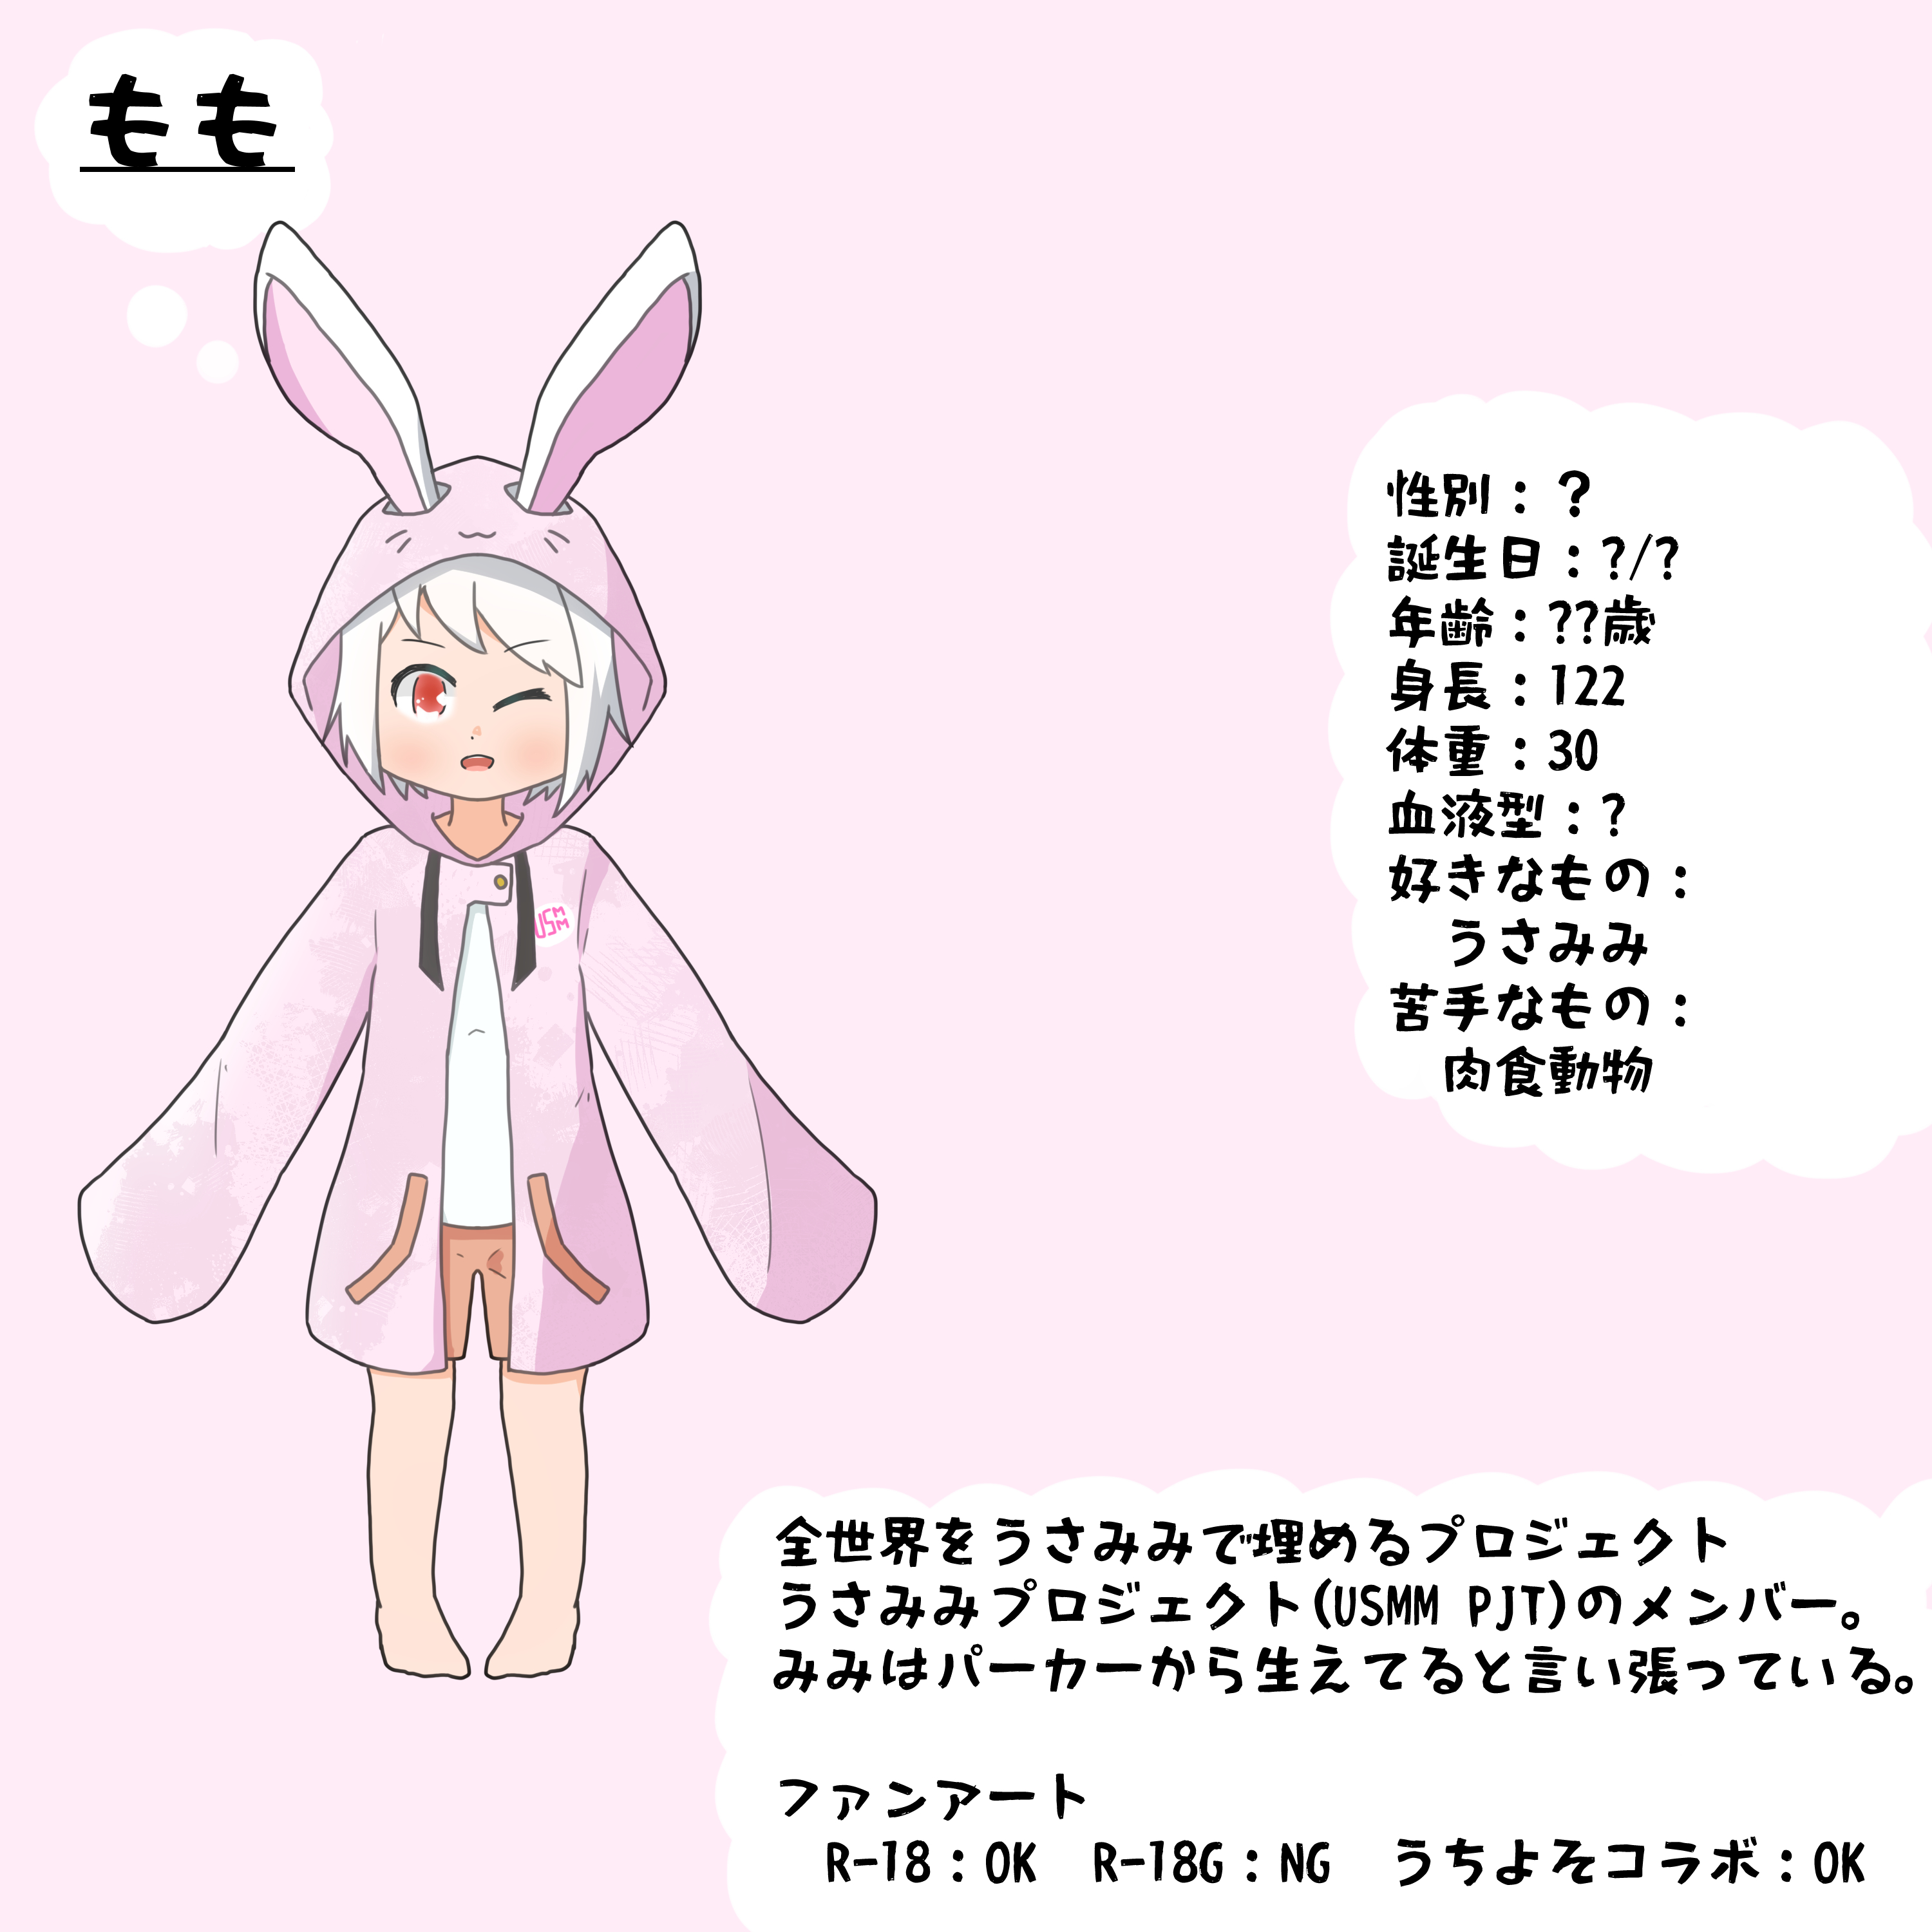 もも
性別：？
誕生日：?/?
年齢：??歳
身長：122
体重：30
血液型：?
好きなもの：
うさみみ
苦手なもの：
肉食動物
USMM
全世界をうさみみで埋めるプロジェクト
うさみみプロジェクト(USMM PJT)のメンバー。
みみはパーカーから生えてると言い張っている。
ファンアート
R-18：OK　R-18G：NG　うちよそコラボ：OK